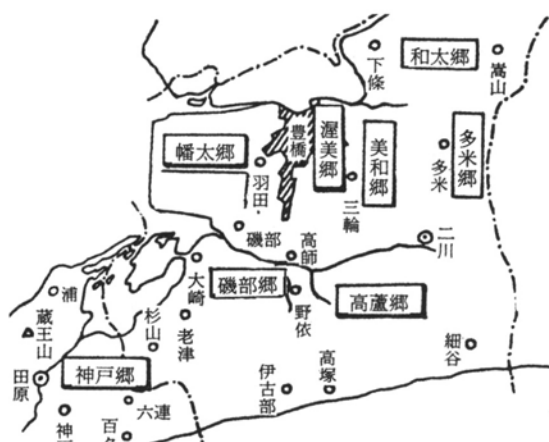 下條
和太郷
嵩山
幡太郷
豊橋
渥美郷
美和郷
多米
多米郷
羽田
三輪
磯部
高師
二川
大崎
磯部郷
野依
高蘆郷
浦
蔵王山
杉山
老津
細谷
田原
神戸郷
伊古部
高塚
六連